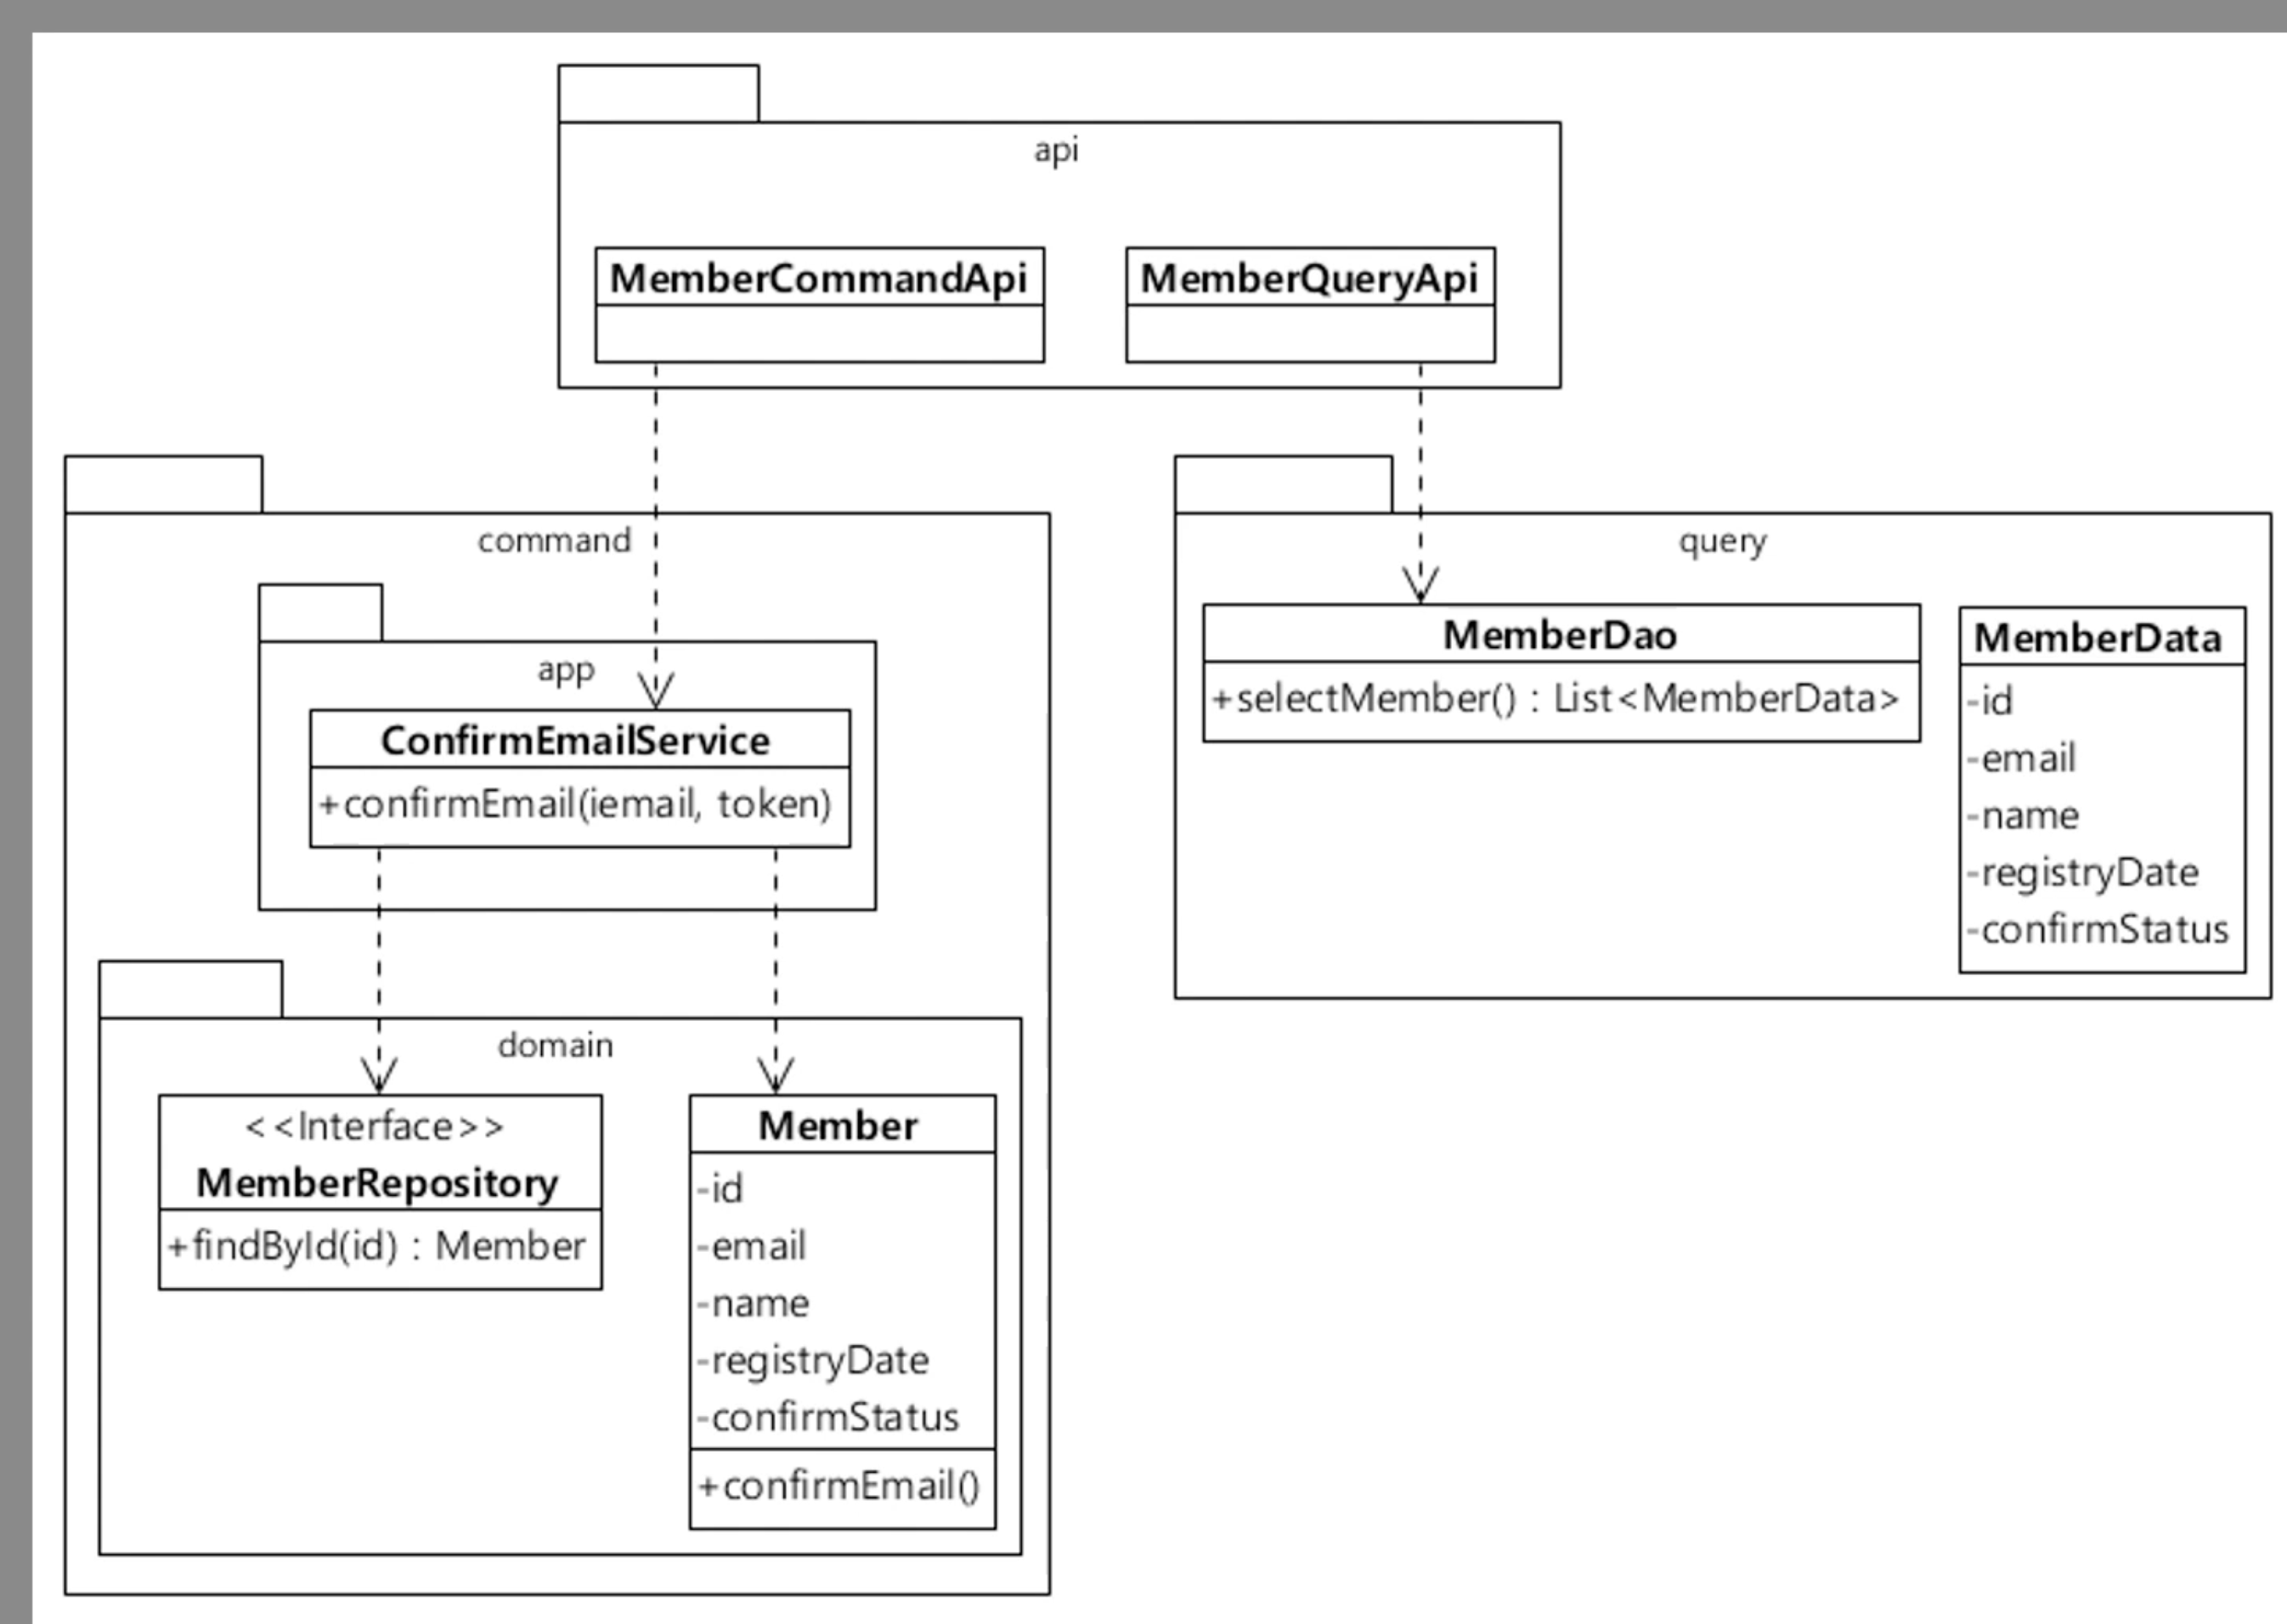 api
MemberCommandApi
MemberQueryApi
command
app
ConfirmEmailService
+confirmEmail(iemail, token)
domain
<<Interface>>
MemberRepository
+findById(id) : Member
Member
-id
-email
-name
-registryDate
-confirmStatus
+confirmEmail()
query
MemberDao
+selectMember() : List<MemberData>
MemberData
-id
-email
-name
-registryDate
-confirmStatus